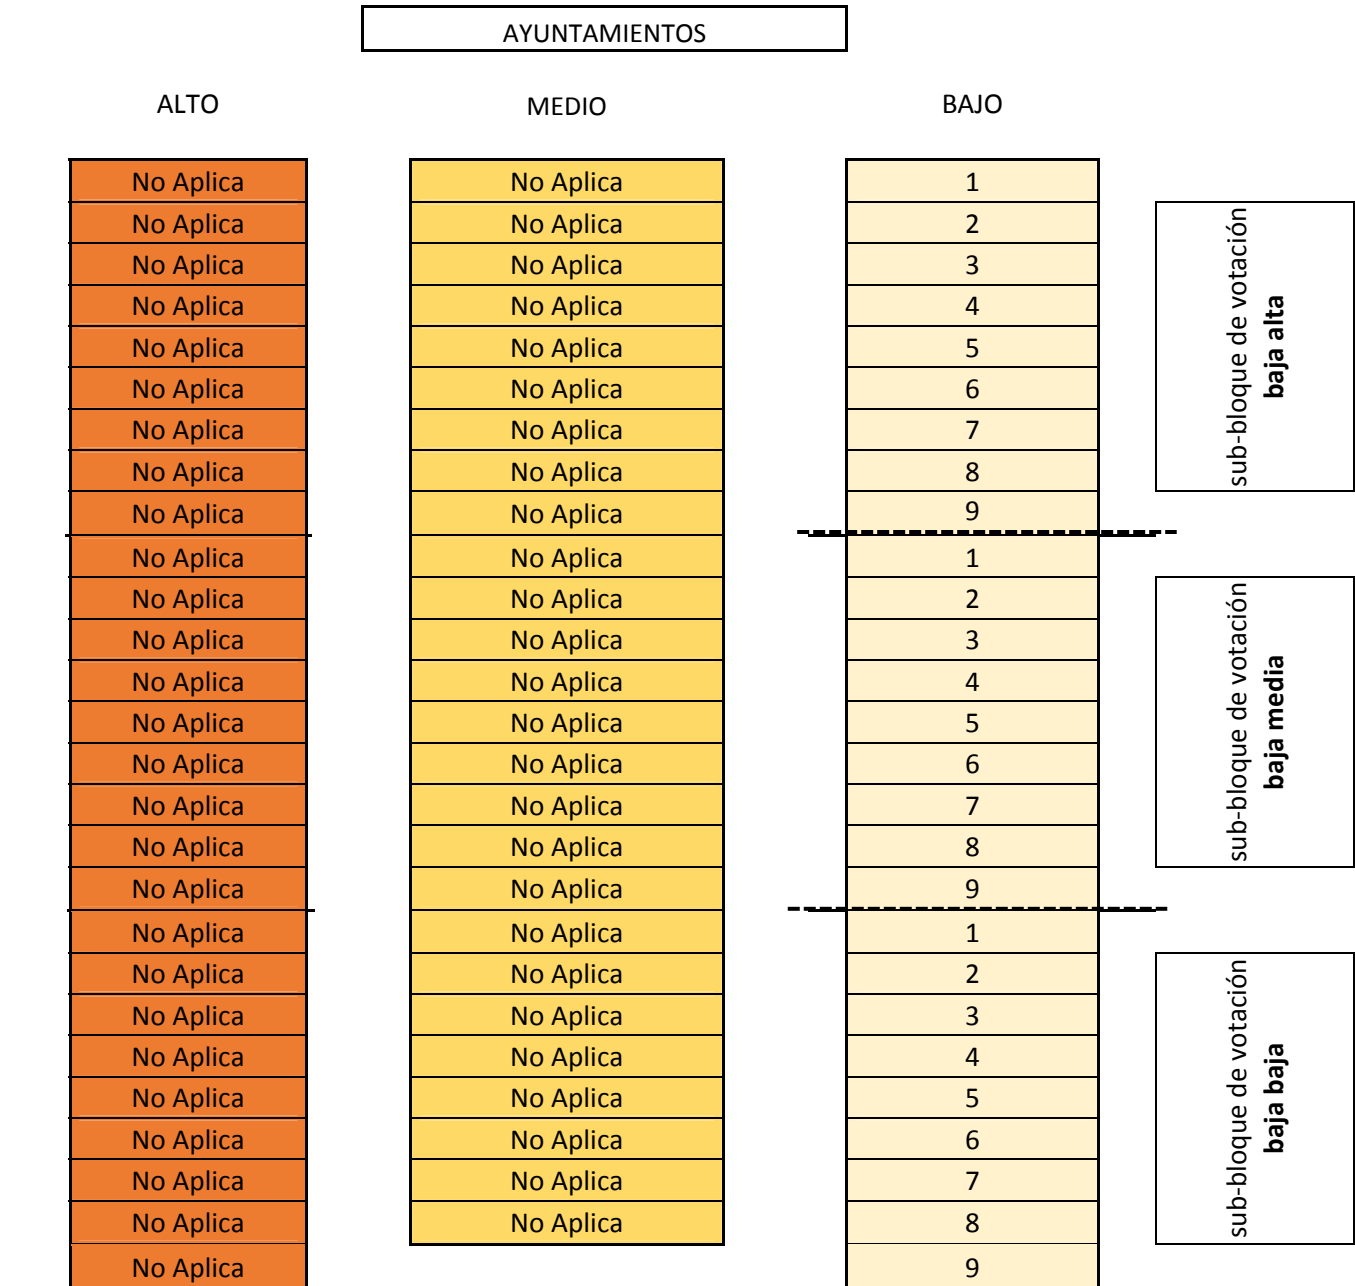 AYUNTAMIENTOS
ALTO MEDIO BAJO
No Aplica No Aplica 1
No Aplica No Aplica 2
No Aplica No Aplica 3
No Aplica No Aplica 4
No Aplica No Aplica 5
No Aplica No Aplica 6
No Aplica No Aplica 7
No Aplica No Aplica 8
No Aplica No Aplica 9
sub-bloque de votación
baja alta
No Aplica No Aplica 1
No Aplica No Aplica 2
No Aplica No Aplica 3
No Aplica No Aplica 4
No Aplica No Aplica 5
No Aplica No Aplica 6
No Aplica No Aplica 7
No Aplica No Aplica 8
No Aplica No Aplica 9
sub-bloque de votación
baja media
No Aplica No Aplica 1
No Aplica No Aplica 2
No Aplica No Aplica 3
No Aplica No Aplica 4
No Aplica No Aplica 5
No Aplica No Aplica 6
No Aplica No Aplica 7
No Aplica No Aplica 8
No Aplica 9
sub-bloque de votación
baja baja